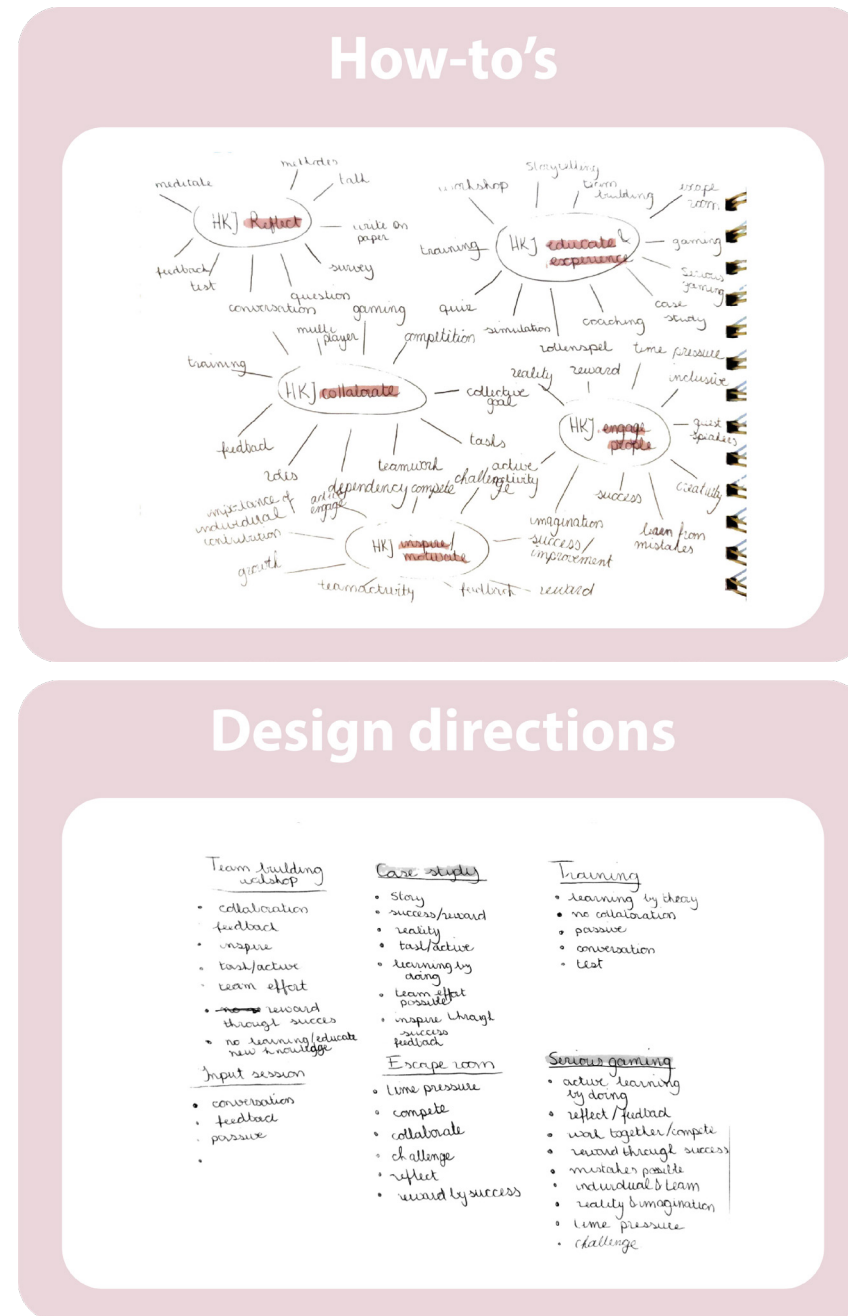 How-to's
methodes
talk
meditate
HKJ Reflect
write on
paper
survey
question
conversation
feedback/
test
storytelling
workshop
team
building
escape
room
training
HKJ educate &
experience
gaming
serious
gaming
case
study
coaching
rollenspel
simulation
quiz
multi
player
gaming
competition
training
HKJ collaborate
collective
goal
tasks
teamwork
dependency
roles
feedback
reality
reward
time pressure
inclusive
HKJ engage
people
guest
speakers
creativity
learn from
mistakes
success
imagination
active
challenge
compete
importance of
individual
contribution
HKJ inspire/
motivate
success/
improvement
growth
teamactivity
feedback
reward
Design directions
Team building
• collaboration
• feedback
• inspire
• task/active
• team effort
• reward
through succes
• no learning/educate
new knowledge
Input session
• conversation
• feedback
• passive
•
Case study
• Story
• success/reward
• reality
• task/active
• learning by
doing
• team effort
possible
• inspire through
success
feedback
Escape room
• time pressure
• compete
• collaborate
• challenge
• reflect
• reward by success
Training
• learning by theory
• no collaboration
• passive
• conversation
• test
Serious gaming
• active learning
by doing
• reflect/feedback
• work together/compete
• reward through success
• mistakes possible
• individual & team
• reality & imagination
• time pressure
• challenge